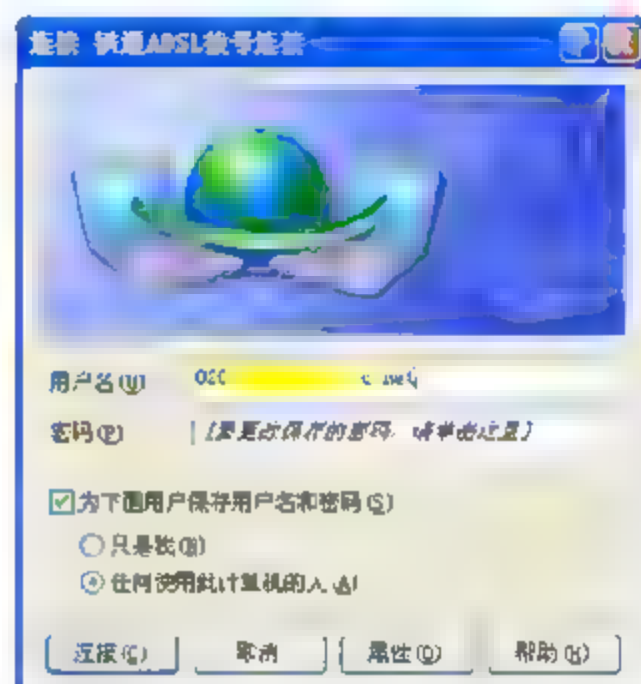 连接 铁通ADSL拨号连接
用户名(U)
密码(P) [要更改保存的密码，请单击这里]
为下面用户保存用户名和密码(S)
只是我(N)
任何使用此计算机的人(A)
连接(C) 取消 属性(O) 帮助(H)